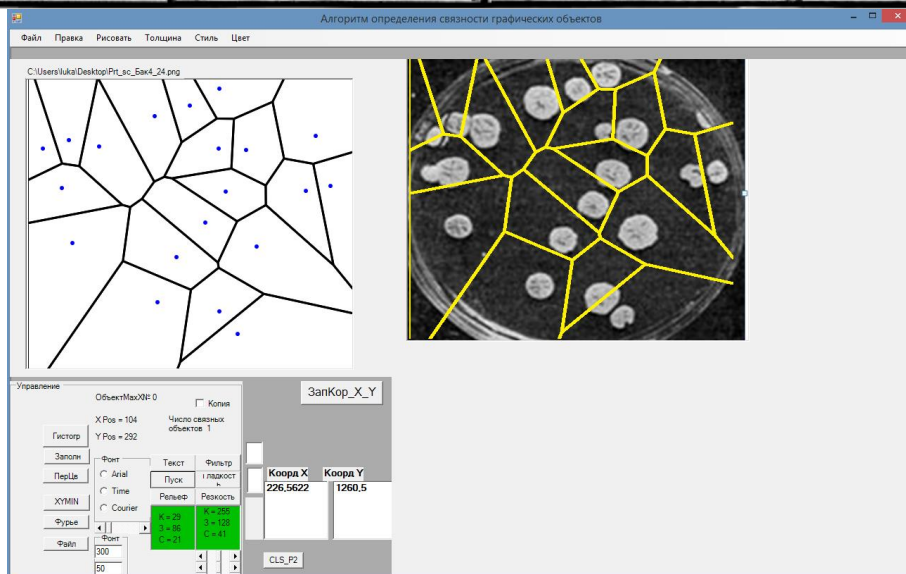 Алгоритм определения связности графических объектов
Файл Правка Рисовать Толщина Стиль Цвет
C:\Users\luka\Desktop\Prt_sc_Бак4_24.png
Управление
ОбъектMaxX№ 0
Копия
ЗапКор_X_Y
X Pos = 104
Число связных
объектов 1
Y Pos = 292
Гистогр
Заполн
ПерЦв
XYMIN
Фурье
Файл
Фонт
Arial
Time
Courier
Текст Фильтр
Пуск
Рельеф Резкость
K = 29
З = 86
C = 21
K = 255
З = 128
C = 41
Коорд X Коорд Y
226,5622 1260,5
Фонт
300
50
CLS_P2